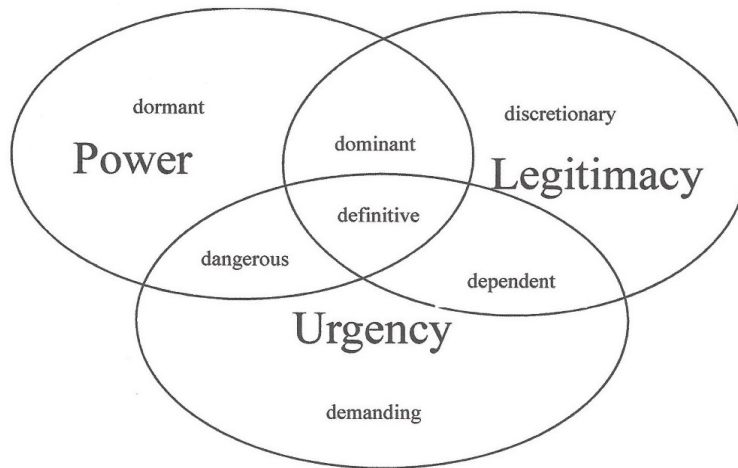 dormant
discretionary
dominant
Power
Legitimacy
definitive
dangerous
dependent
Urgency
demanding